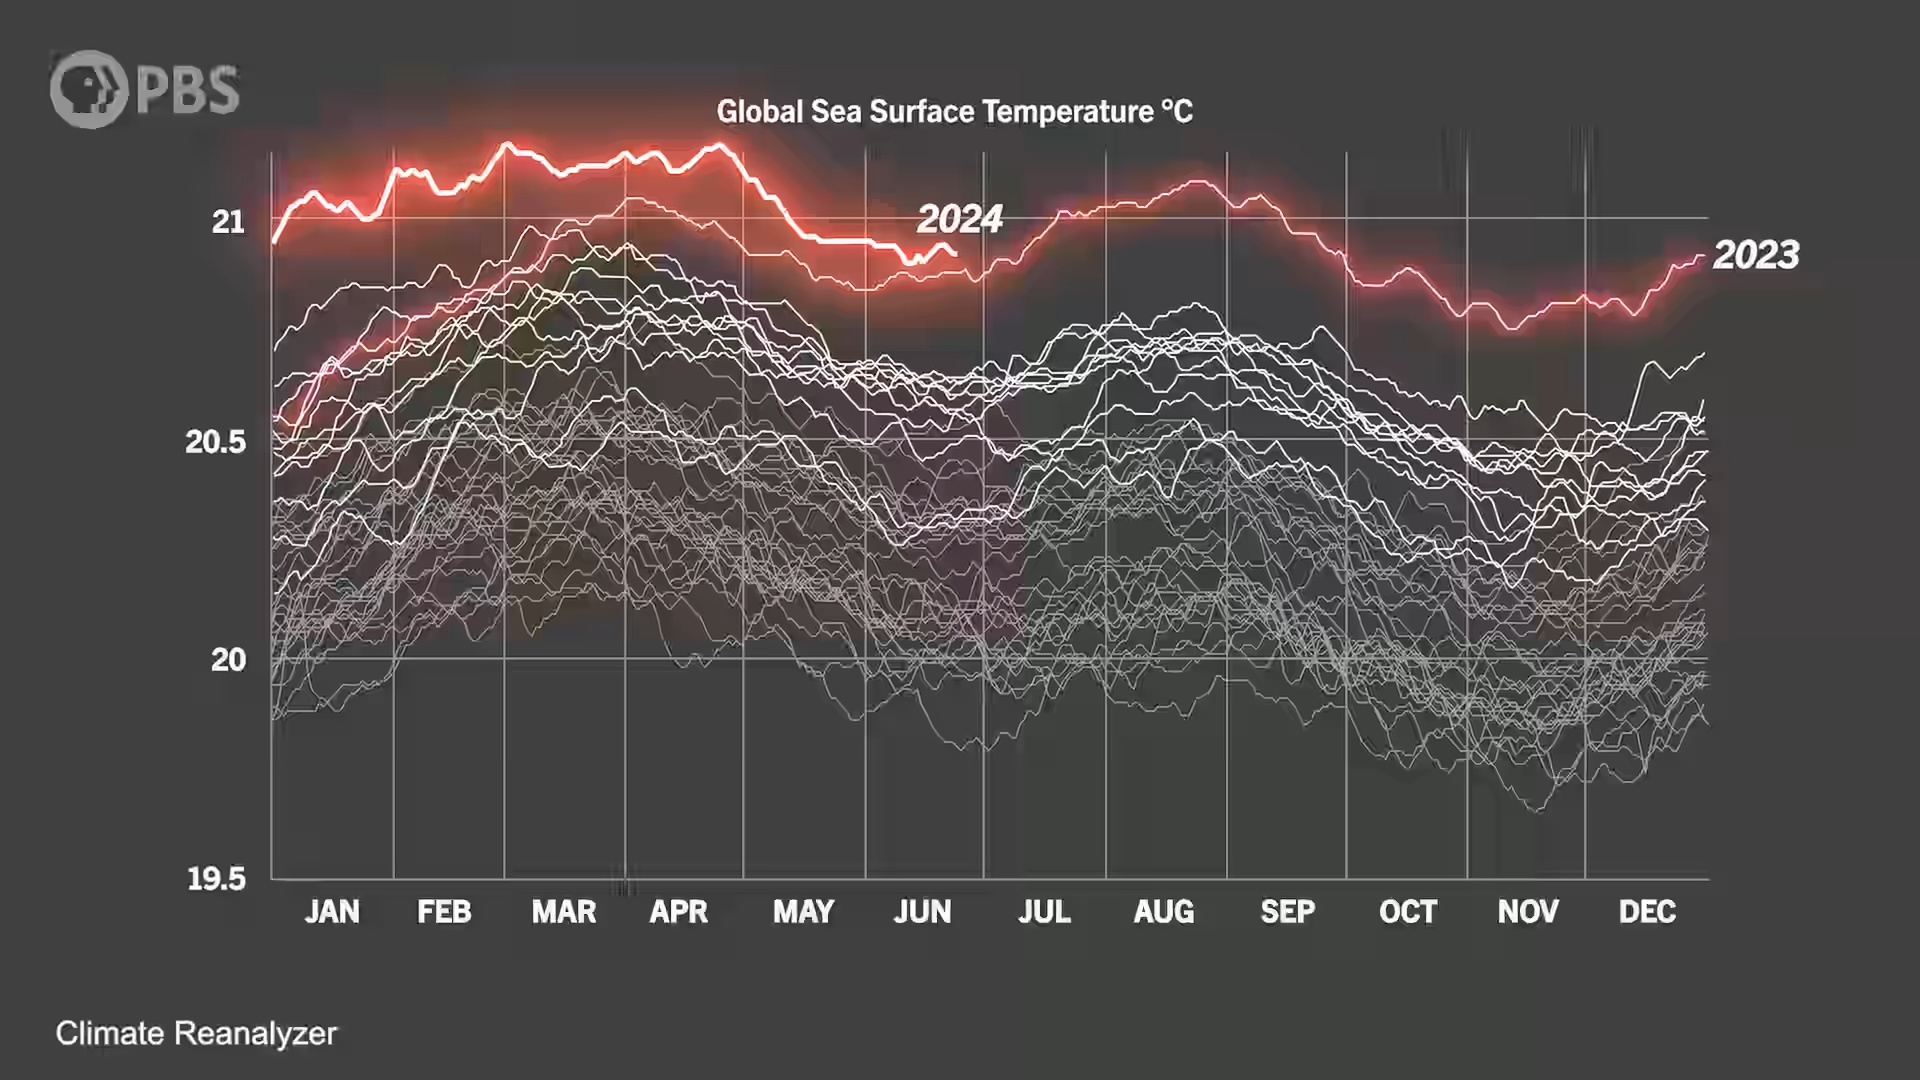 PBS
Global Sea Surface Temperature °C
21
2024
2023
20.5
20
19.5
JAN FEB MAR APR MAY JUN JUL AUG SEP OCT NOV DEC
Climate Reanalyzer